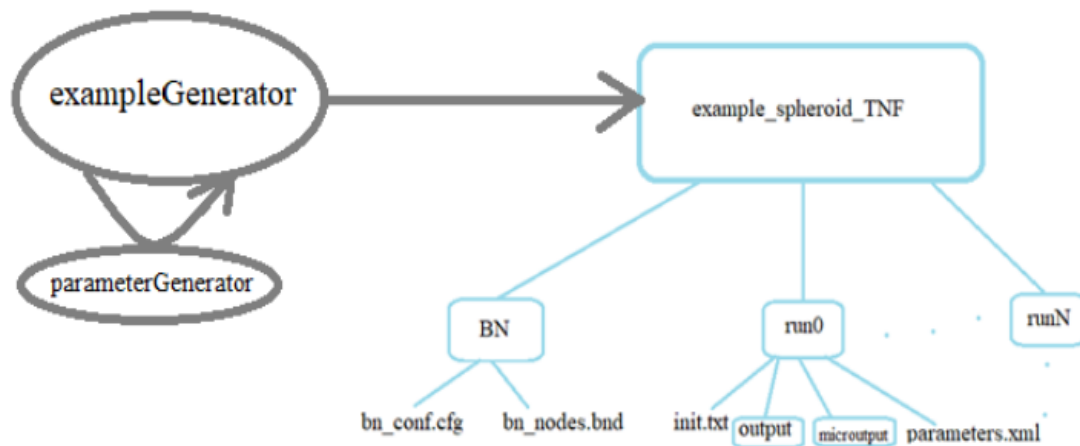 exampleGenerator
example_spheroid_TNF
parameterGenerator
BN
run0
runN
bn_conf.cfg
bn_nodes.bnd
init.txt
output
microutput
parameters.xml